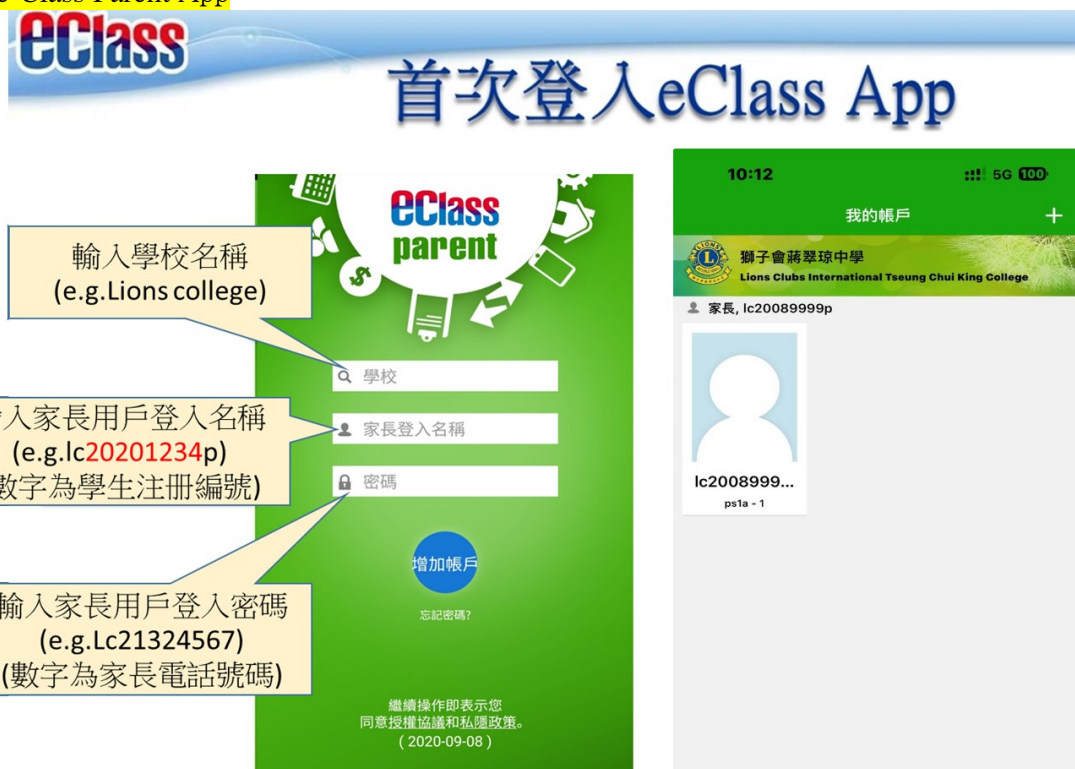 e-Class Parent App
eClass
首次登入eClass App
輸入學校名稱
(e.g.Lions college)
入家長用戶登入名稱
(e.g.lc20201234p)
數字為學生注册編號)
輸入家長用戶登入密碼
(e.g.Lc21324567)
(數字為家長電話號碼)
eClass
parent
學校
家長登入名稱
密碼
增加帳戶
忘記密碼?
繼續操作即表示您
同意授權協議和私隱政策。
( 2020-09-08 )
10:12
5G 100
我的帳戶
+
獅子會蔣翠琼中學
Lions Clubs International Tseung Chui King College
家長, lc20089999p
lc2008999...
ps1a - 1